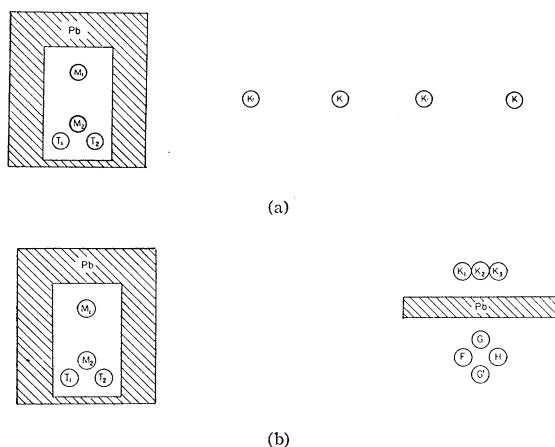 Pb
M₁
M₂
T₁ T₂
K K K K
(a)
Pb
M₁
M₂
T₁ T₂
K₁ K₂ K₃
Pb
G
F H
G'
(b)